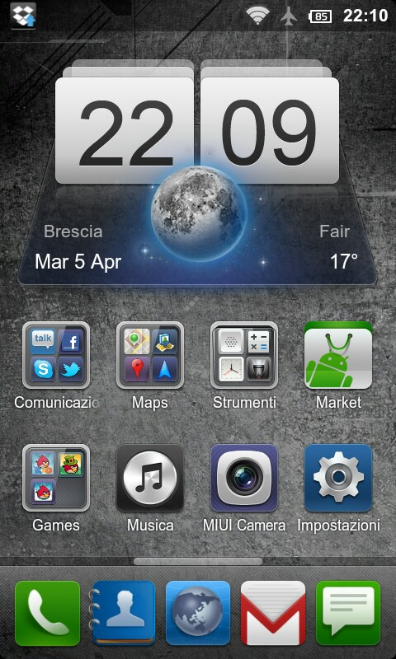 85 22:10
22 09
Brescia Fair
Mar 5 Apr 17°
talk f
Comunicazio Maps Strumenti Market
Games Musica MIUI Camera Impostazioni